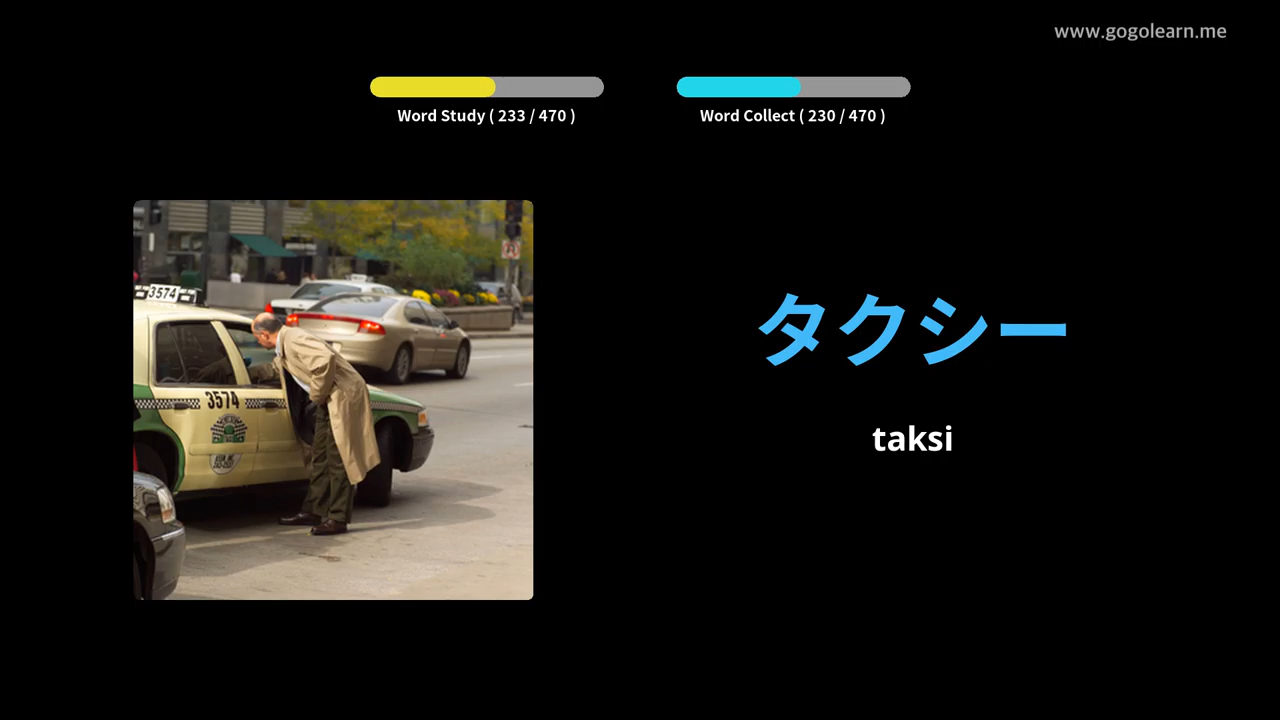 www.gogolearn.me
Word Study ( 233 / 470 )
Word Collect ( 230 / 470 )
タクシー
taksi
3574
3574